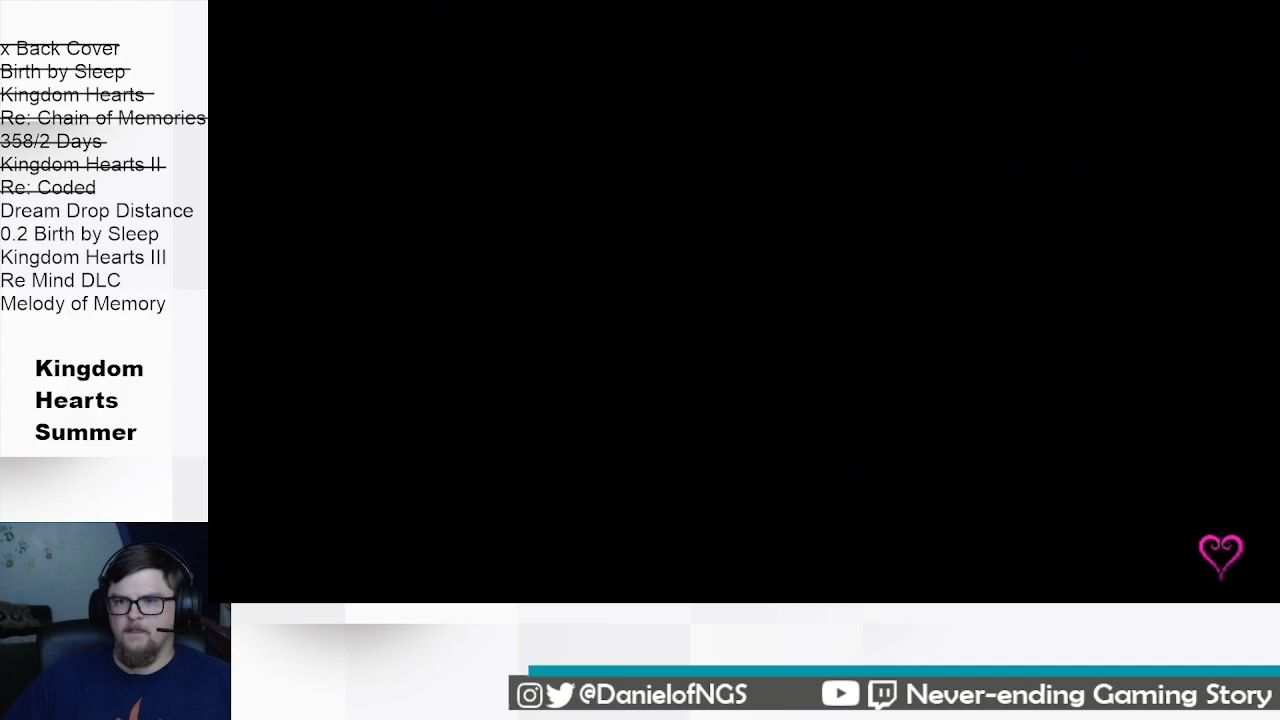 x Back Cover
Birth by Sleep
Kingdom Hearts
Re: Chain of Memories
358/2 Days
Kingdom Hearts II
Re: Coded
Dream Drop Distance
0.2 Birth by Sleep
Kingdom Hearts III
Re Mind DLC
Melody of Memory
Kingdom
Hearts
Summer
@DanielofNGS
Never-ending Gaming Story